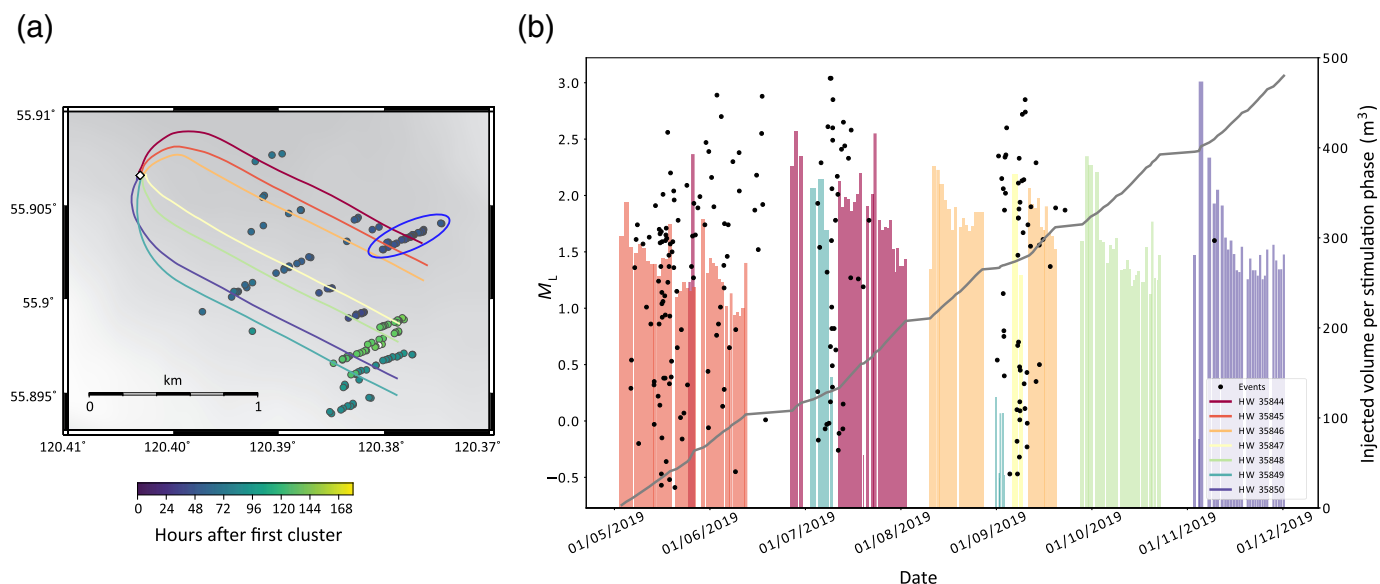 (a)
55.91°
55.905°
55.9°
55.895°
km
0 1
120.41° 120.40° 120.39° 120.38° 120.37°
0 24 48 72 96 120 144 168
Hours after first cluster
(b)
3.0
2.5
2.0
1.5
1.0
0.5
0.0
−0.5
M_L
500
400
300
200
100
0
Injected volume per stimulation phase (m³)
Events
HW 35844
HW 35845
HW 35846
HW 35847
HW 35848
HW 35849
HW 35850
01/05/2019 01/06/2019 01/07/2019 01/08/2019 01/09/2019 01/10/2019 01/11/2019 01/12/2019
Date